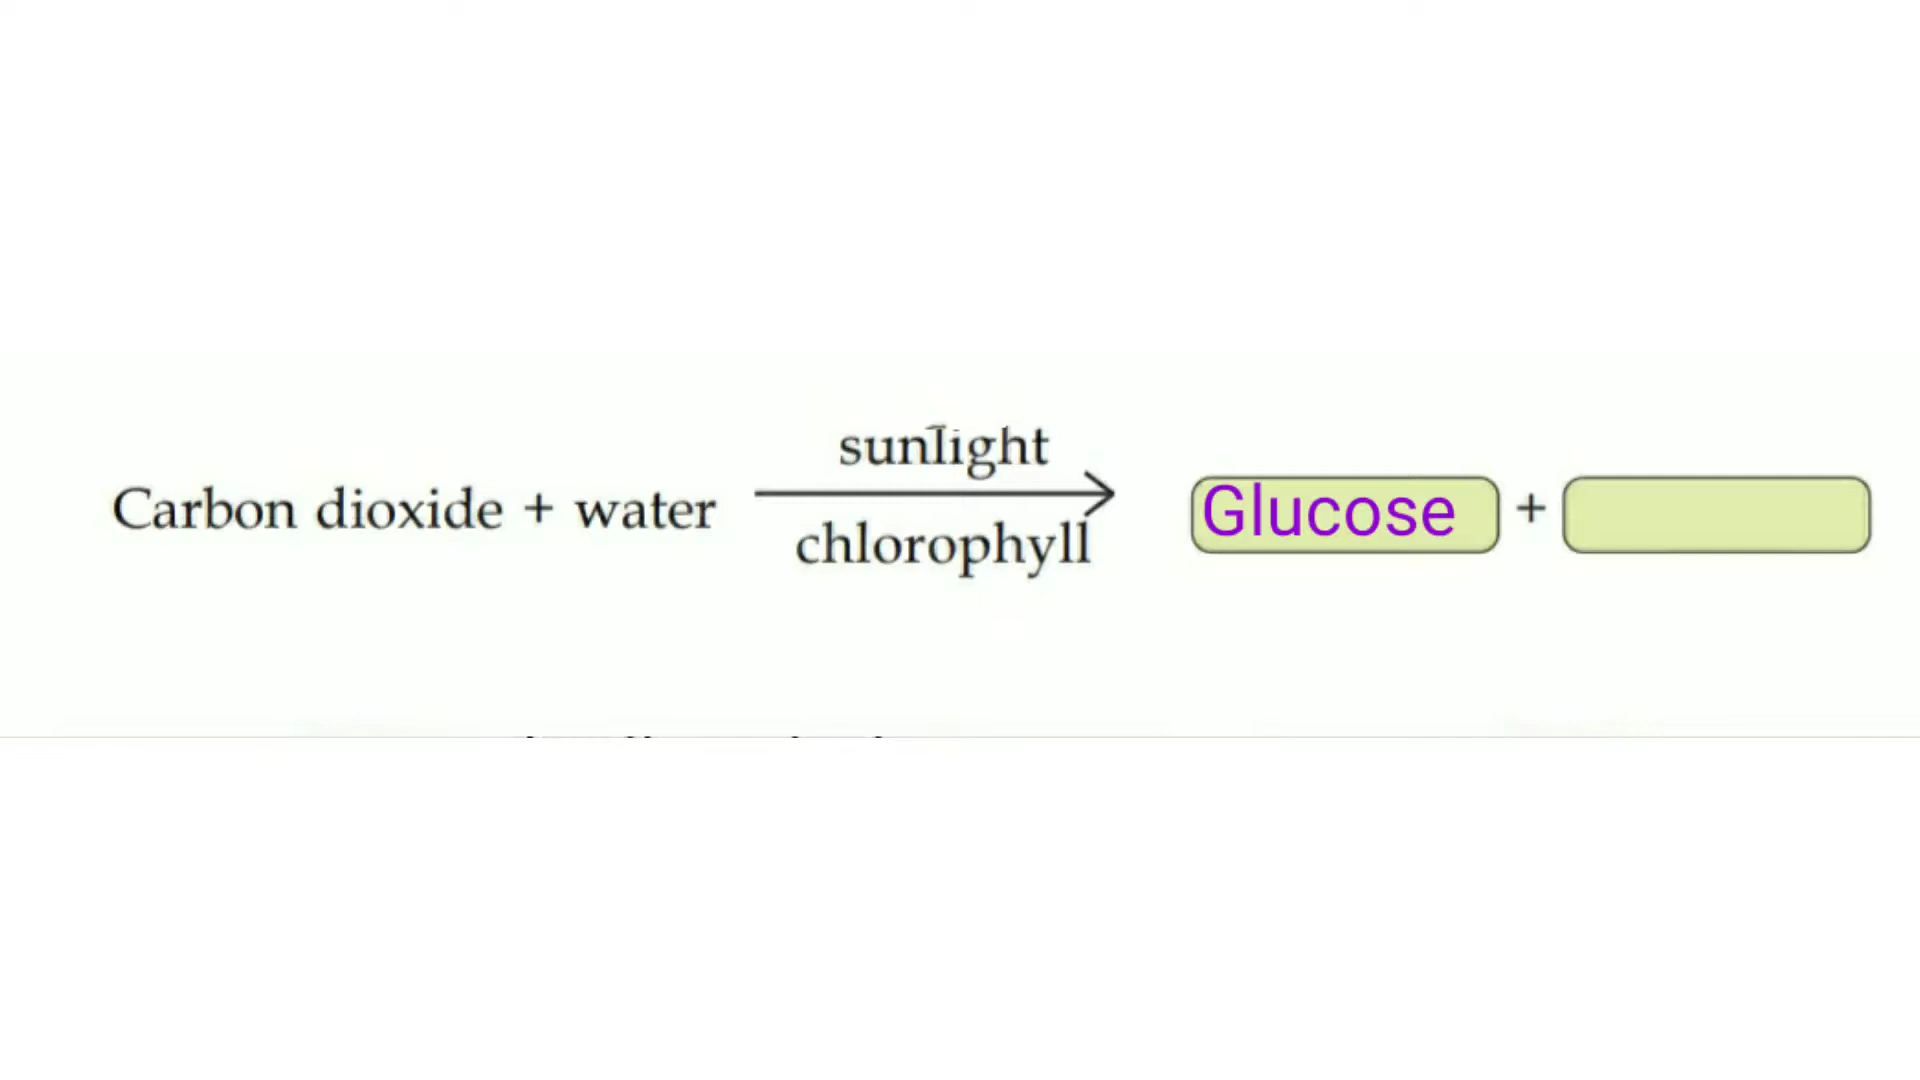 sunlight
Carbon dioxide + water
chlorophyll
Glucose +